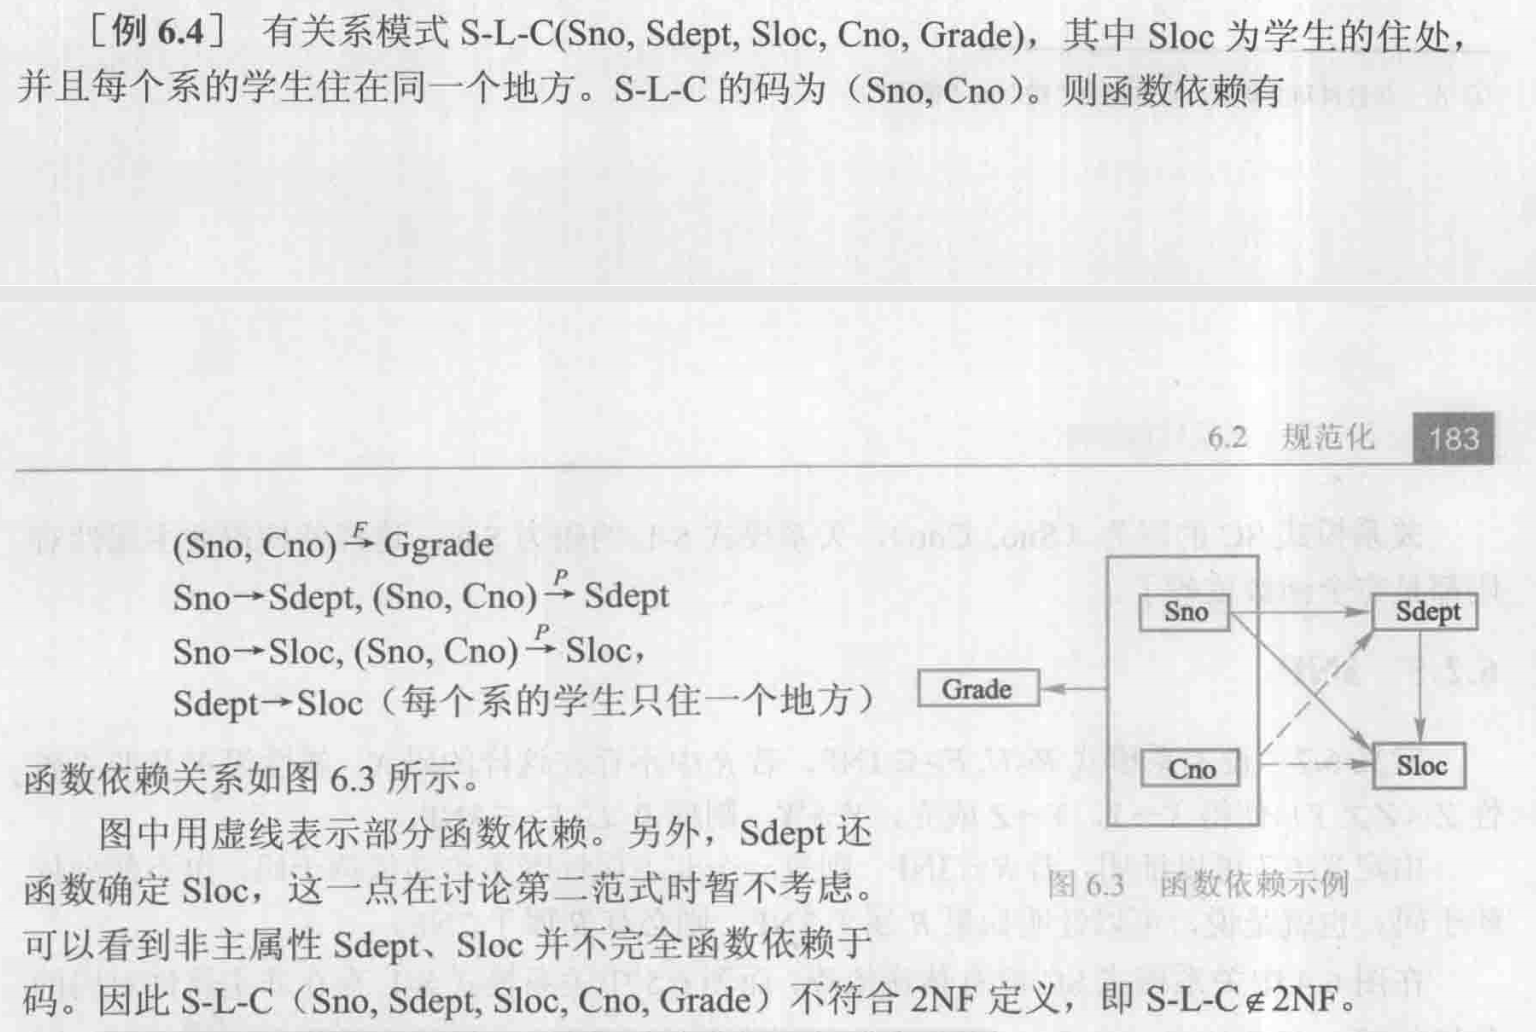 ［例 6.4］ 有关系模式 S-L-C(Sno, Sdept, Sloc, Cno, Grade)，其中 Sloc 为学生的住处，
并且每个系的学生住在同一个地方。S-L-C 的码为（Sno, Cno）。则函数依赖有
6.2 规范化 183
(Sno, Cno) F→ Ggrade
Sno→Sdept, (Sno, Cno) P→ Sdept
Sno→Sloc, (Sno, Cno) P→ Sloc，
Sdept→Sloc（每个系的学生只住一个地方）
函数依赖关系如图 6.3 所示。
图中用虚线表示部分函数依赖。另外，Sdept 还
函数确定 Sloc，这一点在讨论第二范式时暂不考虑。
可以看到非主属性 Sdept、Sloc 并不完全函数依赖于
码。因此 S-L-C（Sno, Sdept, Sloc, Cno, Grade）不符合 2NF 定义，即 S-L-C∉2NF。
Sno
Sdept
Grade
Cno
Sloc
图 6.3 函数依赖示例